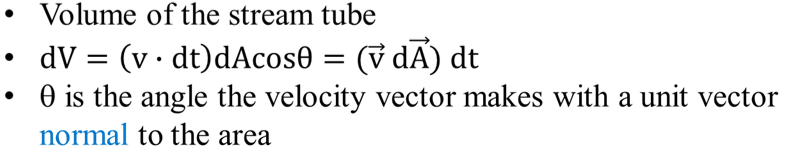 • Volume of the stream tube
• dV = (v · dt)dAcosθ = (v⃗ dA⃗) dt
• θ is the angle the velocity vector makes with a unit vector
normal to the area